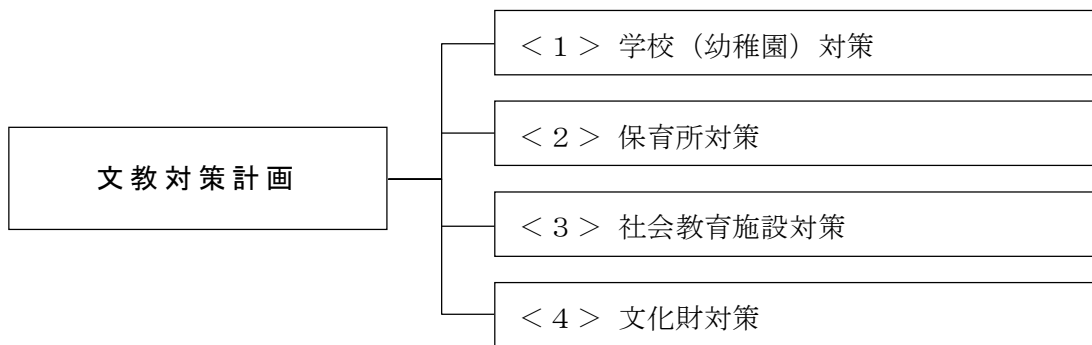 文教対策計画
＜１＞ 学校（幼稚園）対策
＜２＞ 保育所対策
＜３＞ 社会教育施設対策
＜４＞ 文化財対策